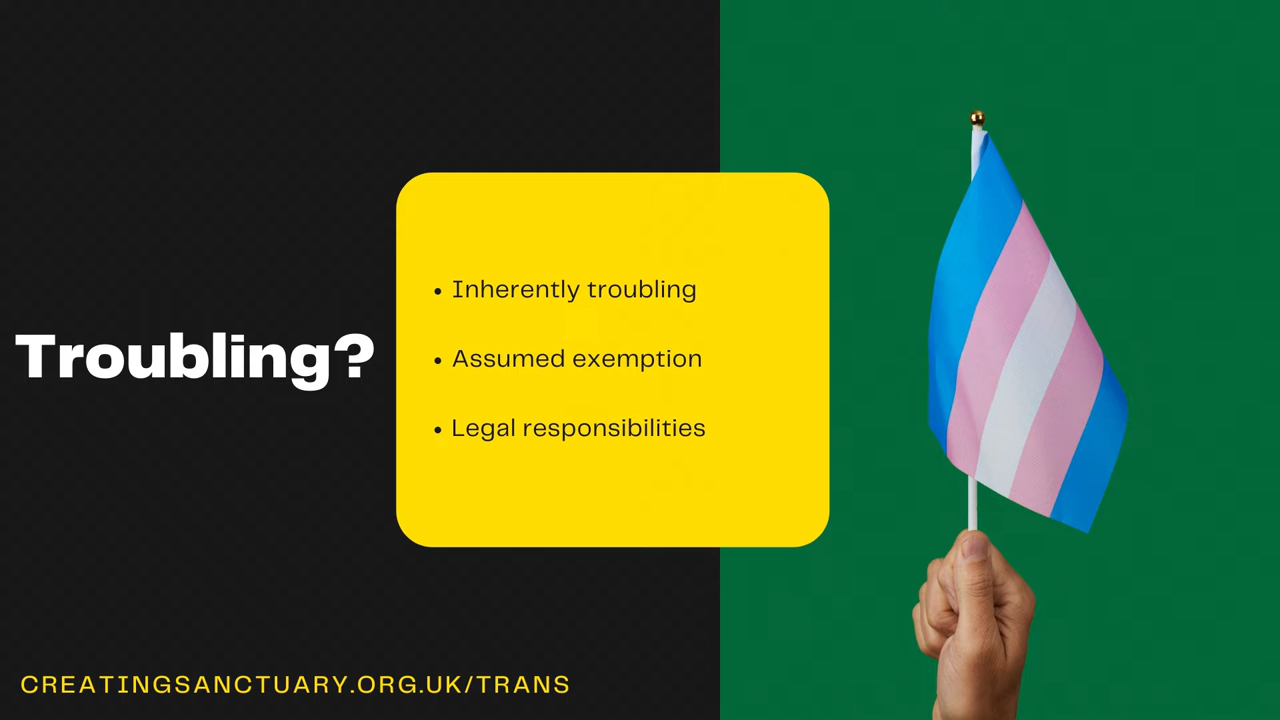 Troubling?
• Inherently troubling
• Assumed exemption
• Legal responsibilities
CREATINGSANCTUARY.ORG.UK/TRANS